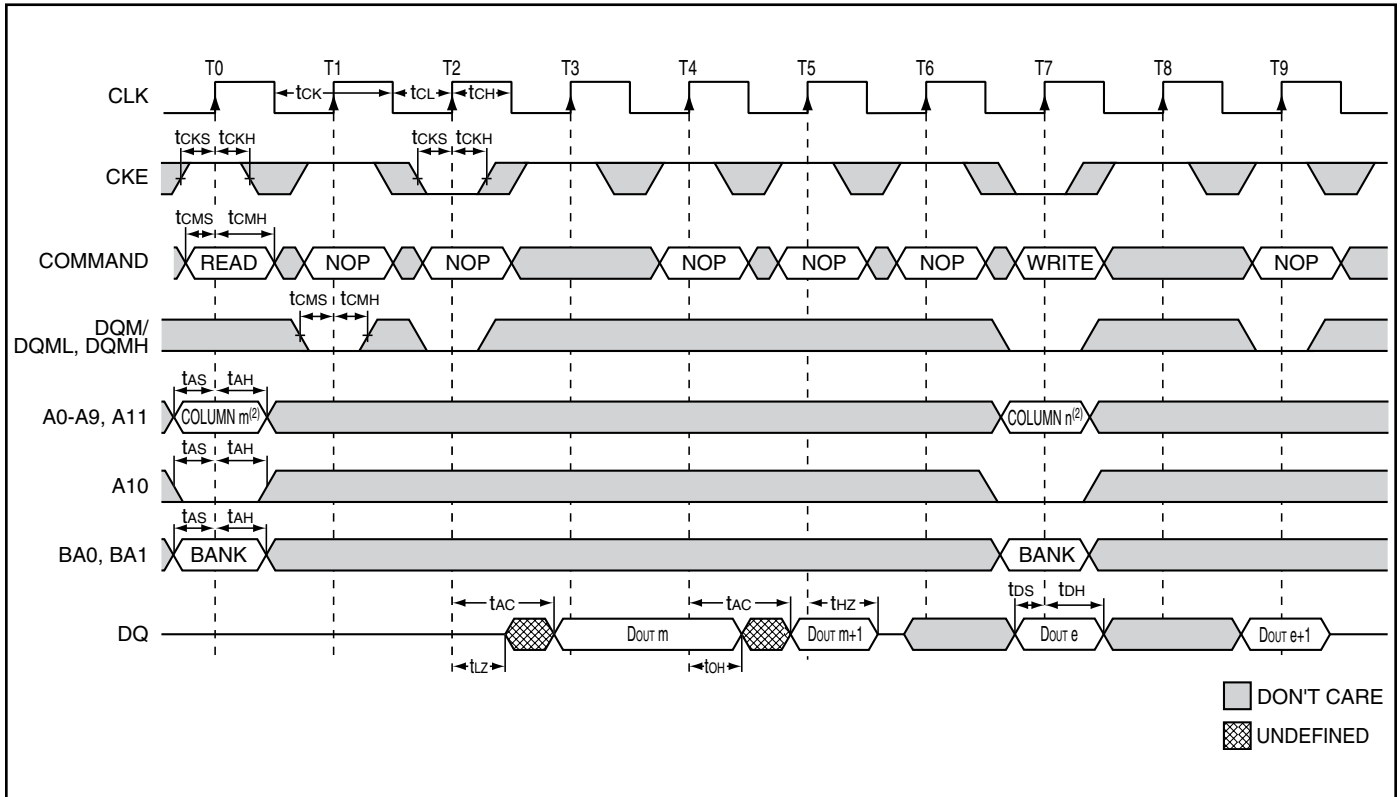 T0 T1 T2 T3 T4 T5 T6 T7 T8 T9
CLK tCK tCL tCH
tCKS tCKH tCKS tCKH
CKE
tCMS tCMH
COMMAND READ NOP NOP NOP NOP NOP WRITE NOP
tCMS tCMH
DQM/
DQML, DQMH
tAS tAH
A0-A9, A11 COLUMN m(2) COLUMN n(2)
tAS tAH
A10
tAS tAH
BA0, BA1 BANK BANK
tAC tAC tHZ tDS tDH
DQ DOUT m DOUT m+1 DOUT e DOUT e+1
tLZ tOH
DON'T CARE
UNDEFINED